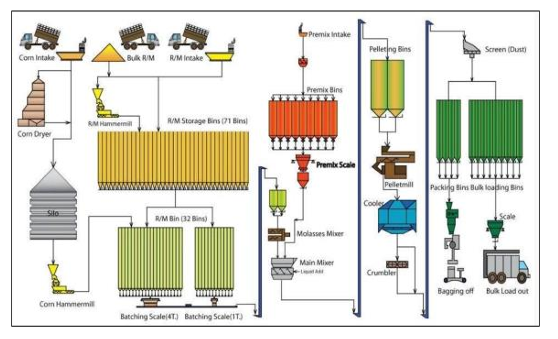 Corn Intake
Bulk R/M
R/M Intake
Corn Dryer
R/M Hammermill
R/M Storage Bins (71 Bins)
Silo
R/M Bin (32 Bins)
Corn Hammermill
Batching Scale(4T.)
Batching Scale(1T.)
Premix Intake
Premix Bins
Premix Scale
Molasses Mixer
Main Mixer
Liquid Add
Pelleting Bins
Pelletmill
Cooler
Crumbler
Screen (Dust)
Packing Bins
Bulk loading Bins
Scale
Bagging off
Bulk Load out